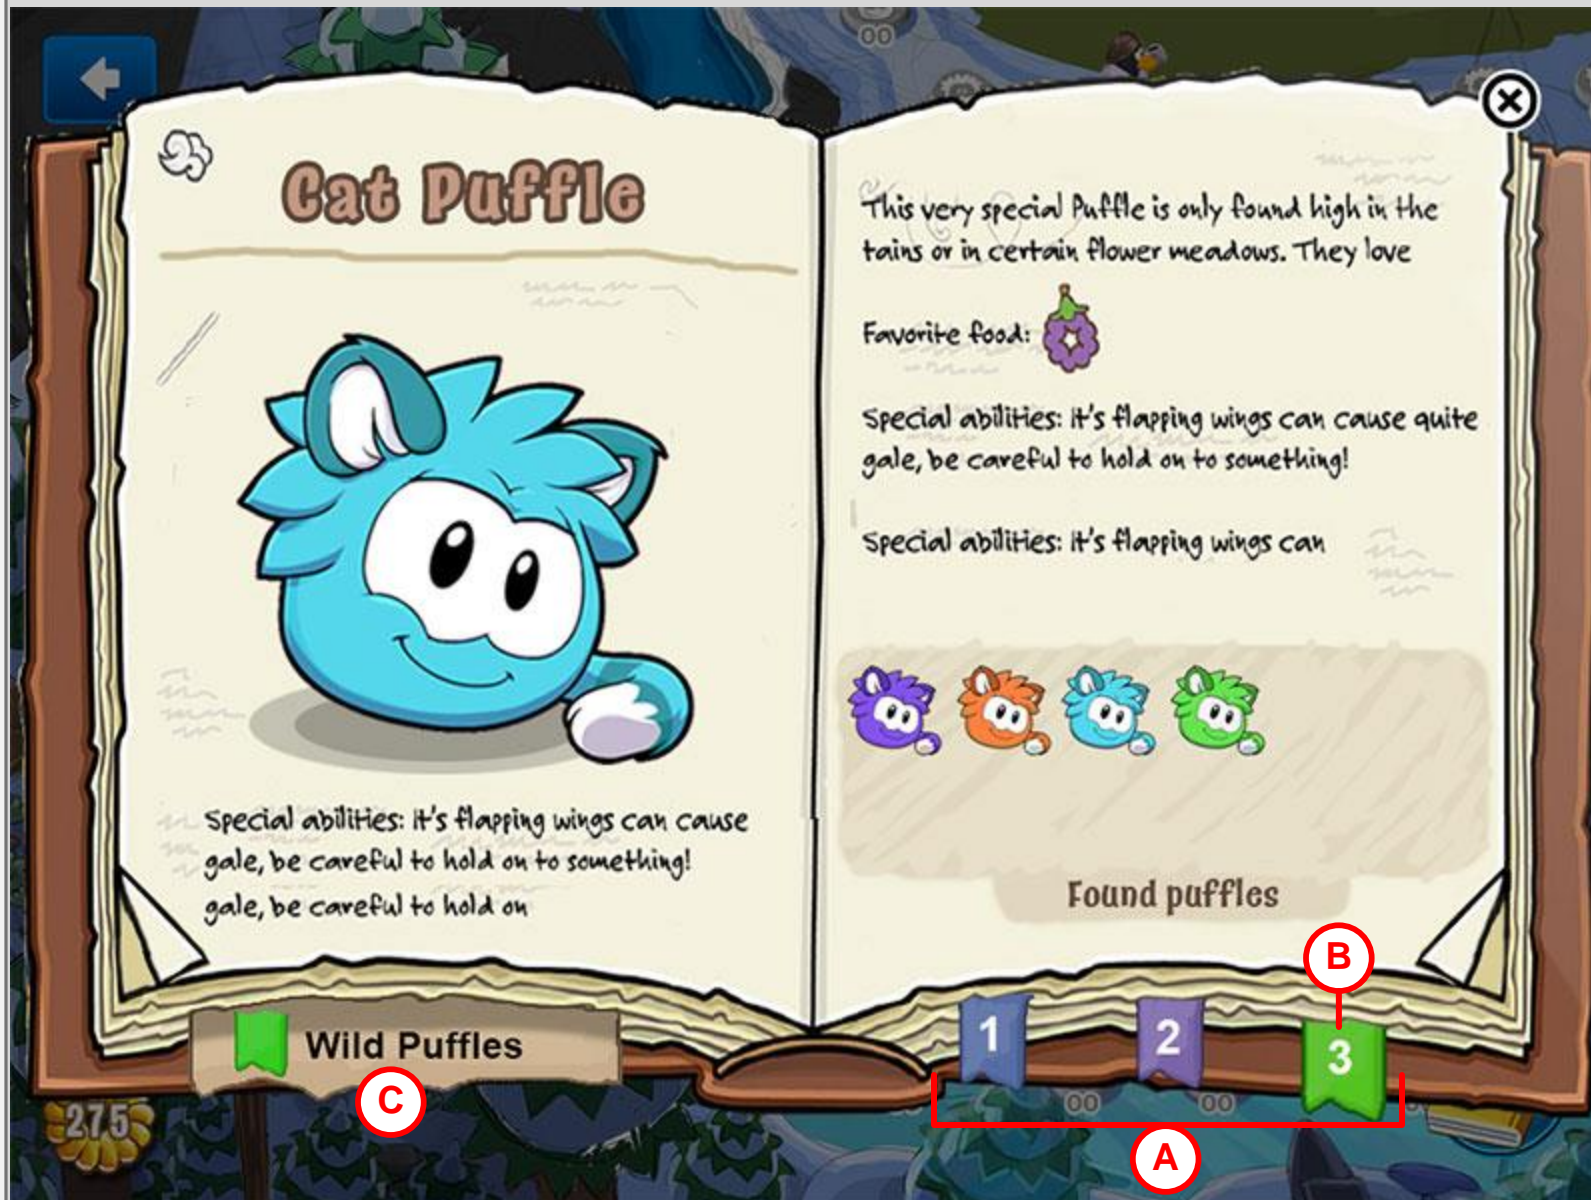 00
Cat Puffle
This very special Puffle is only found high in the
tains or in certain flower meadows. They love
Favorite food:
Special abilities: It's flapping wings can cause quite
gale, be careful to hold on to something!
Special abilities: It's flapping wings can
Special abilities: It's flapping wings can cause
gale, be careful to hold on to something!
gale, be careful to hold on
Found puffles
B
1
2
3
Wild Puffles
C
275
00
00
A